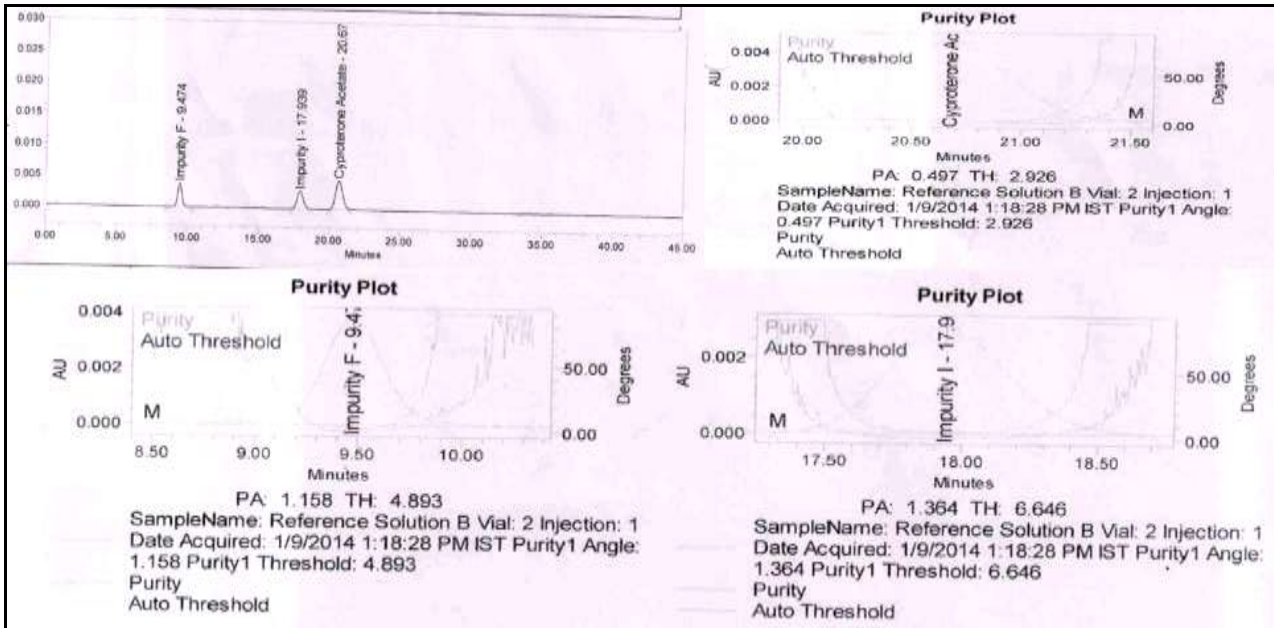 0.030
0.025
0.020
0.015
0.010
0.005
0.000
Impurity F - 9.474
Impurity I - 17.939
Cyproterone Acetate - 20.67
0.00 5.00 10.00 15.00 20.00 25.00 30.00 35.00 40.00 45.00
Minutes
Purity Plot
Purity
Auto Threshold
AU
0.004
0.002
0.000
Cyproterone Ac
M
50.00
0.00
Degrees
20.00 20.50 21.00 21.50
Minutes
PA: 0.497 TH: 2.926
SampleName: Reference Solution B Vial: 2 Injection: 1
Date Acquired: 1/9/2014 1:18:28 PM IST Purity1 Angle:
0.497 Purity1 Threshold: 2.926
Purity
Auto Threshold
Purity Plot
Purity
Auto Threshold
AU
0.004
0.002
0.000
M
Impurity F - 9.47
50.00
0.00
Degrees
8.50 9.00 9.50 10.00
Minutes
PA: 1.158 TH: 4.893
SampleName: Reference Solution B Vial: 2 Injection: 1
Date Acquired: 1/9/2014 1:18:28 PM IST Purity1 Angle:
1.158 Purity1 Threshold: 4.893
Purity
Auto Threshold
Purity Plot
Purity
Auto Threshold
AU
0.002
0.000
M
Impurity I - 17.9
50.00
0.00
Degrees
17.50 18.00 18.50
Minutes
PA: 1.364 TH: 6.646
SampleName: Reference Solution B Vial: 2 Injection: 1
Date Acquired: 1/9/2014 1:18:28 PM IST Purity1 Angle:
1.364 Purity1 Threshold: 6.646
Purity
Auto Threshold